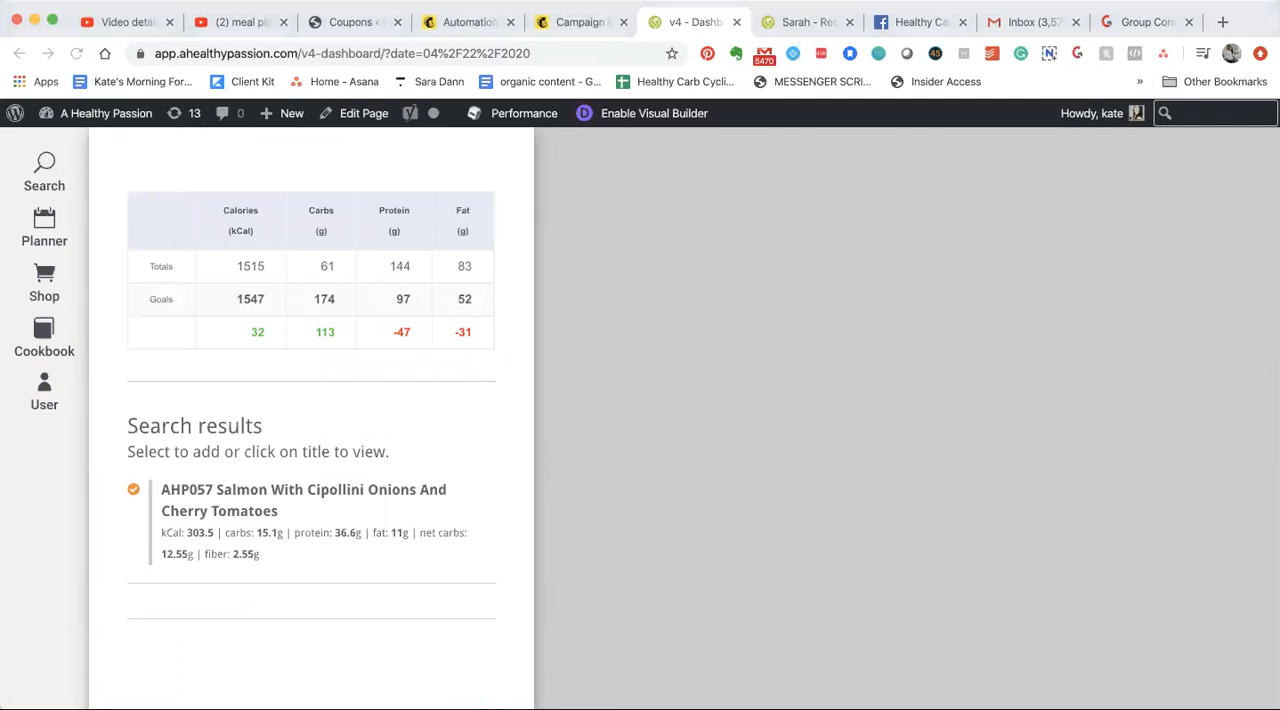 Video detai
(2) meal pl
Coupons ‹
Automation
Campaign
v4 - Dashb
Sarah - Rec
Healthy Ca
Inbox (3,57
Group Con
app.ahealthypassion.com/v4-dashboard/?date=04%2F22%2F2020
5470
45
Apps
Kate's Morning For...
Client Kit
Home - Asana
Sara Dann
organic content - G...
Healthy Carb Cycli...
MESSENGER SCRI...
Insider Access
»
Other Bookmarks
A Healthy Passion
13
0
New
Edit Page
Performance
D Enable Visual Builder
Howdy, kate
Search
Planner
Shop
Cookbook
User
Calories Carbs Protein Fat
(kCal) (g) (g) (g)
Totals 1515 61 144 83
Goals 1547 174 97 52
32 113 -47 -31
Search results
Select to add or click on title to view.
AHP057 Salmon With Cipollini Onions And
Cherry Tomatoes
kCal: 303.5 | carbs: 15.1g | protein: 36.6g | fat: 11g | net carbs:
12.55g | fiber: 2.55g